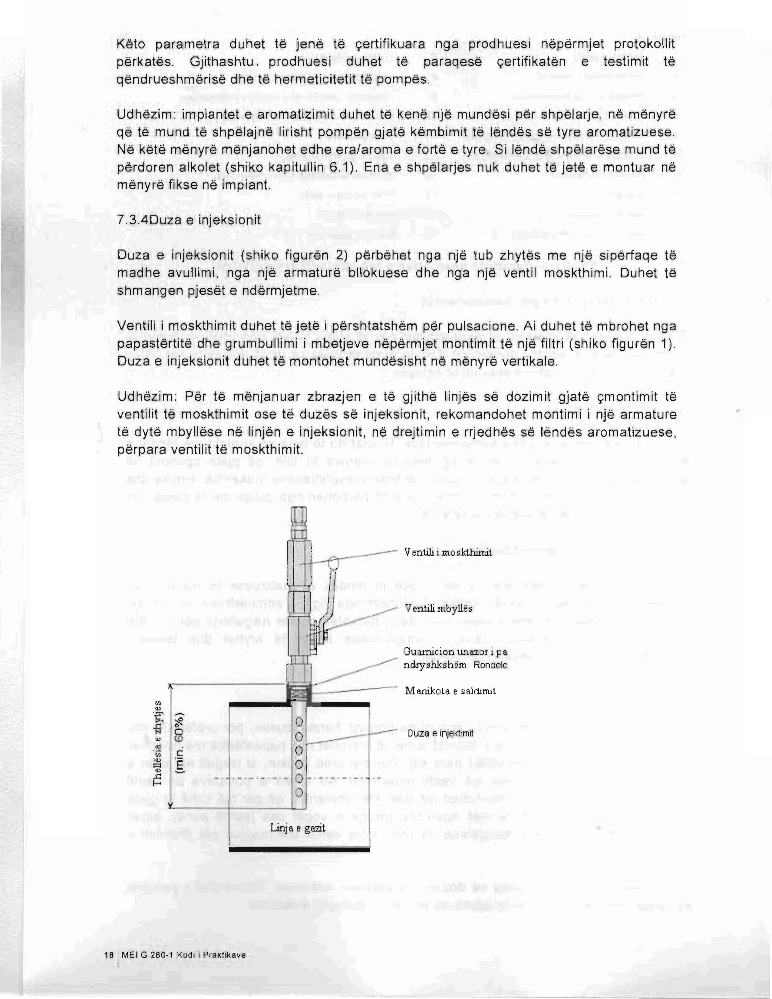 Këto parametra duhet të jenë të çertifikuara nga prodhuesi nëpërmjet protokollit
përkatës. Gjithashtu, prodhuesi duhet të paraqesë çertifikatën e testimit të
qëndrueshmërisë dhe të hermeticitetit të pompës.
Udhëzim: impiantet e aromatizimit duhet të kenë një mundësi për shpëlarje, në mënyrë
që të mund të shpëlajnë lirisht pompën gjatë këmbimit të lëndës së tyre aromatizuese.
Në këtë mënyrë mënjanohet edhe era/aroma e fortë e tyre. Si lëndë shpëlarëse mund të
përdoren alkolet (shiko kapitullin 6.1). Ena e shpëlarjes nuk duhet të jetë e montuar në
mënyrë fikse në impiant.
7.3.4Duza e injeksionit
Duza e injeksionit (shiko figurën 2) përbëhet nga një tub zhytës me një sipërfaqe të
madhe avullimi, nga një armaturë bllokuese dhe nga një ventil moskthimi. Duhet të
shmangen pjesët e ndërmjetme.
Ventili i moskthimit duhet të jetë i përshtatshëm për pulsacione. Ai duhet të mbrohet nga
papastërtitë dhe grumbullimi i mbetjeve nëpërmjet montimit të një filtri (shiko figurën 1).
Duza e injeksionit duhet të montohet mundësisht në mënyrë vertikale.
Udhëzim: Për të mënjanuar zbrazjen e të gjithë linjës së dozimit gjatë çmontimit të
ventilit të moskthimit ose të duzës së injeksionit, rekomandohet montimi i një armature
të dytë mbyllëse në linjën e injeksionit, në drejtimin e rrjedhës së lëndës aromatizuese,
përpara ventilit të moskthimit.
Ventili i moskthimit
Ventili mbyllës
Guarnicion unazor i pa
ndryshkshëm Rondele
Manikota e saldimit
Thellësia e zhytjes
(min. 60%)
Duza e injektimit
Linja e gazit
18 MEI G 280-1 Kodi i Praktikave